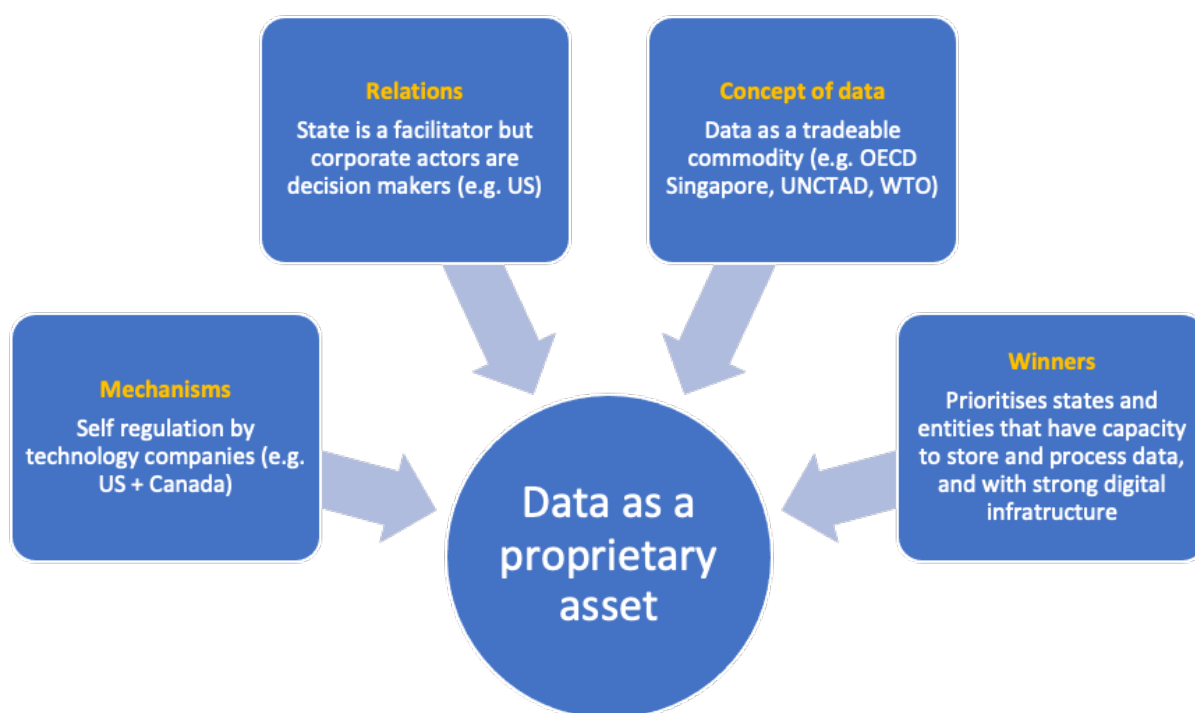 Relations
State is a facilitator but
corporate actors are
decision makers (e.g. US)
Concept of data
Data as a tradeable
commodity (e.g. OECD
Singapore, UNCTAD, WTO)
Mechanisms
Self regulation by
technology companies (e.g.
US + Canada)
Winners
Prioritises states and
entities that have capacity
to store and process data,
and with strong digital
infratructure
Data as a
proprietary
asset